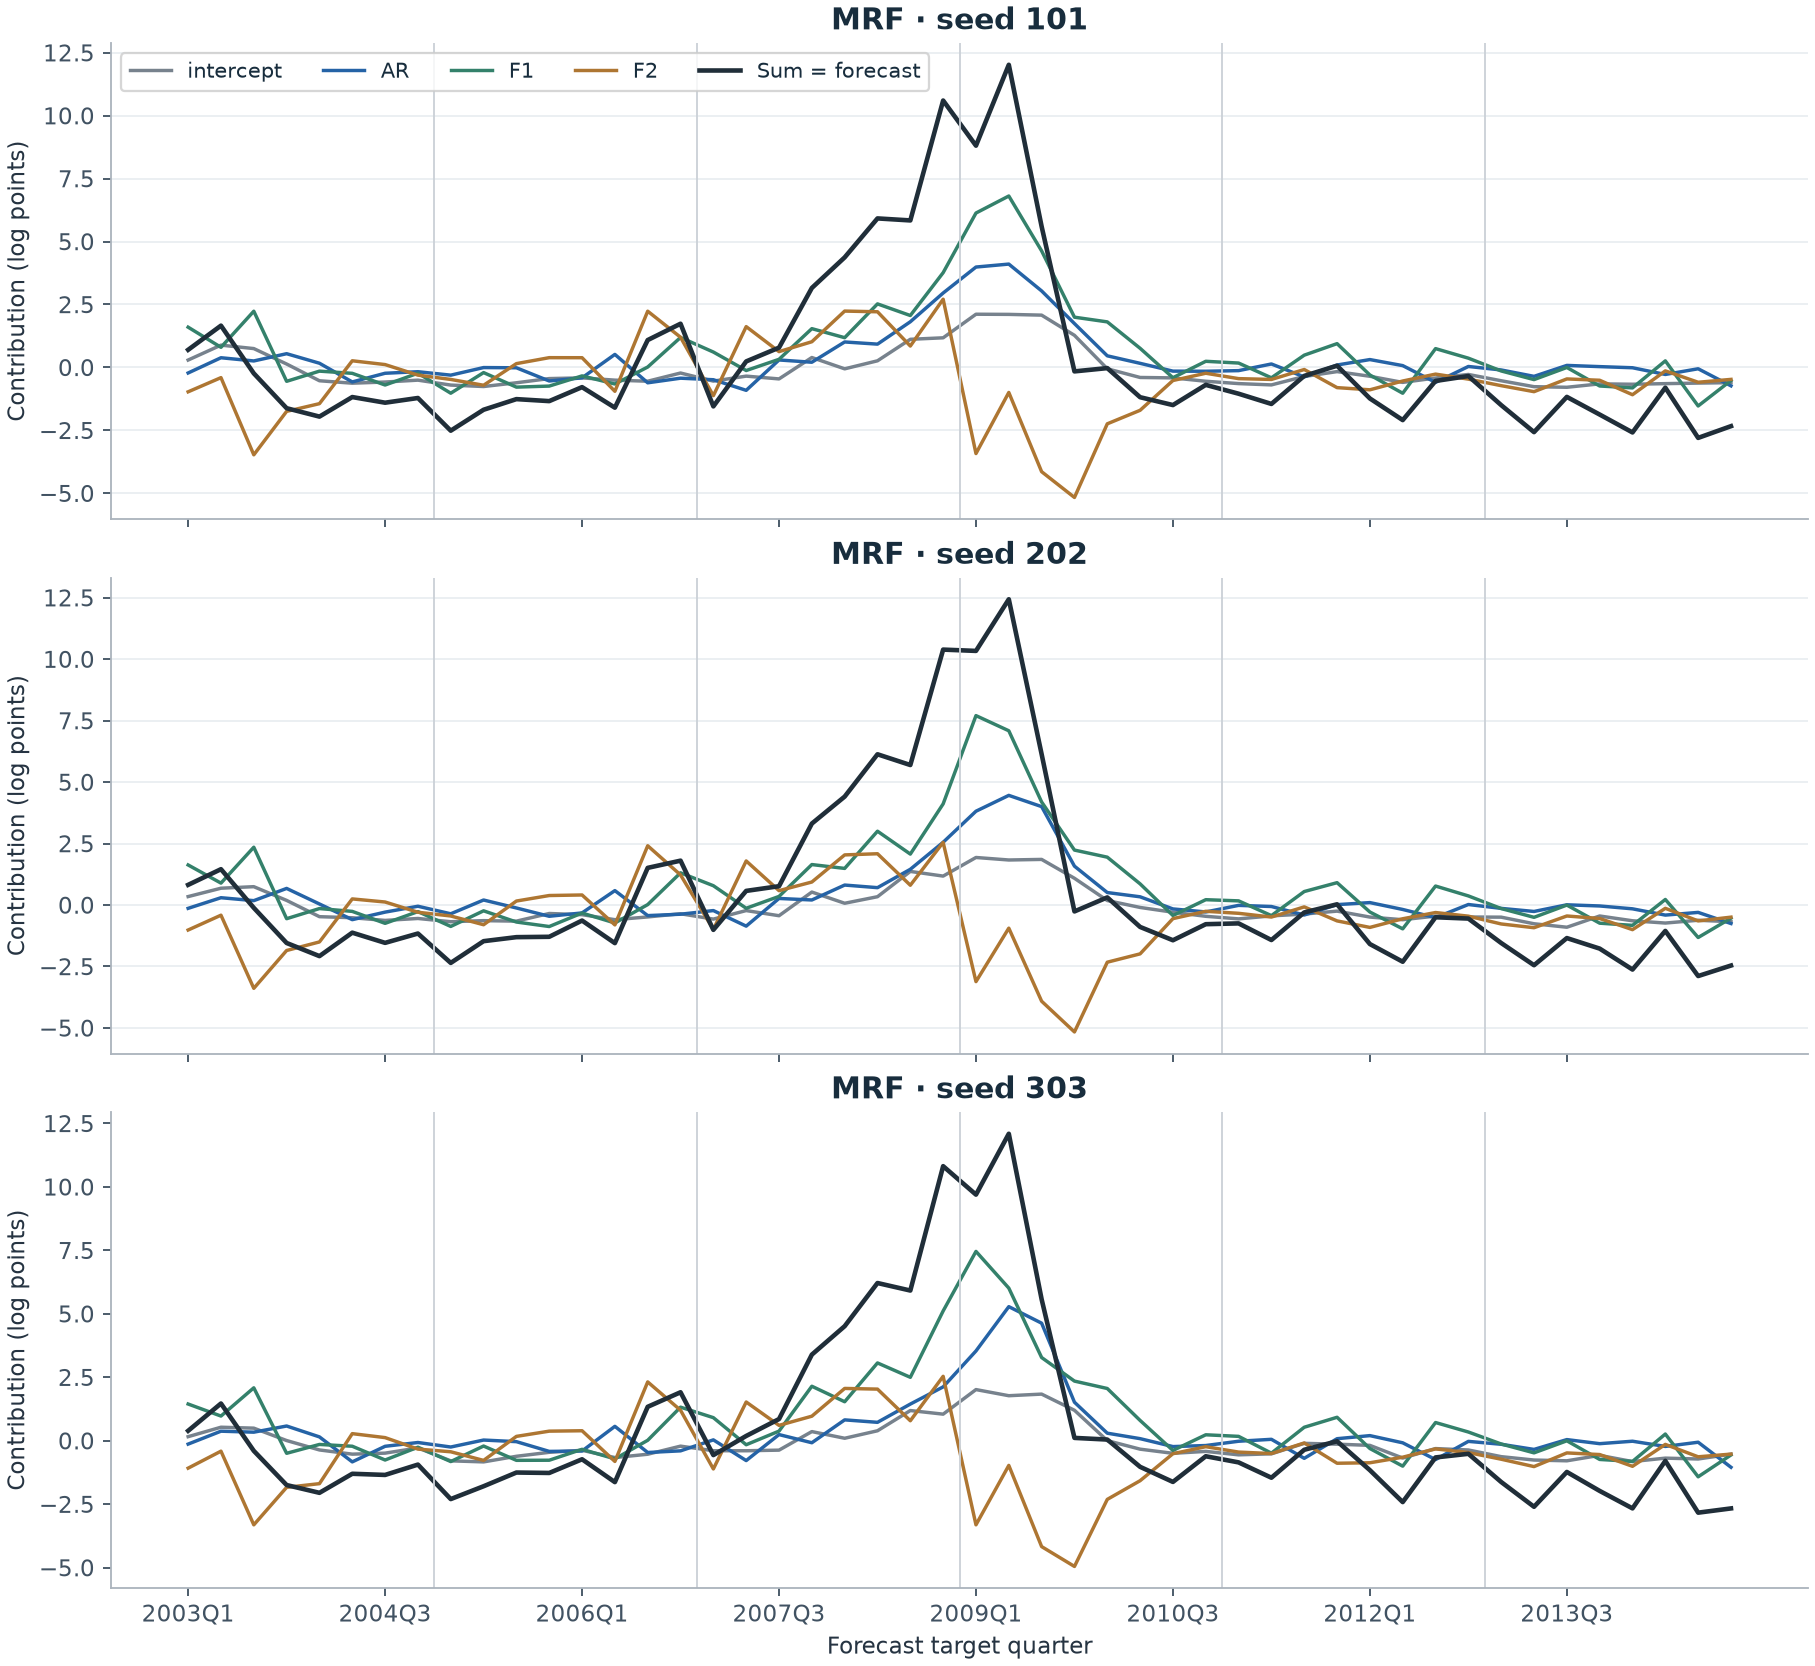 MRF · seed 101
12.5
10.0
7.5
5.0
2.5
0.0
−2.5
−5.0
Contribution (log points)
intercept AR F1 F2 Sum = forecast
MRF · seed 202
12.5
10.0
7.5
5.0
2.5
0.0
−2.5
−5.0
Contribution (log points)
MRF · seed 303
12.5
10.0
7.5
5.0
2.5
0.0
−2.5
−5.0
Contribution (log points)
2003Q1 2004Q3 2006Q1 2007Q3 2009Q1 2010Q3 2012Q1 2013Q3
Forecast target quarter